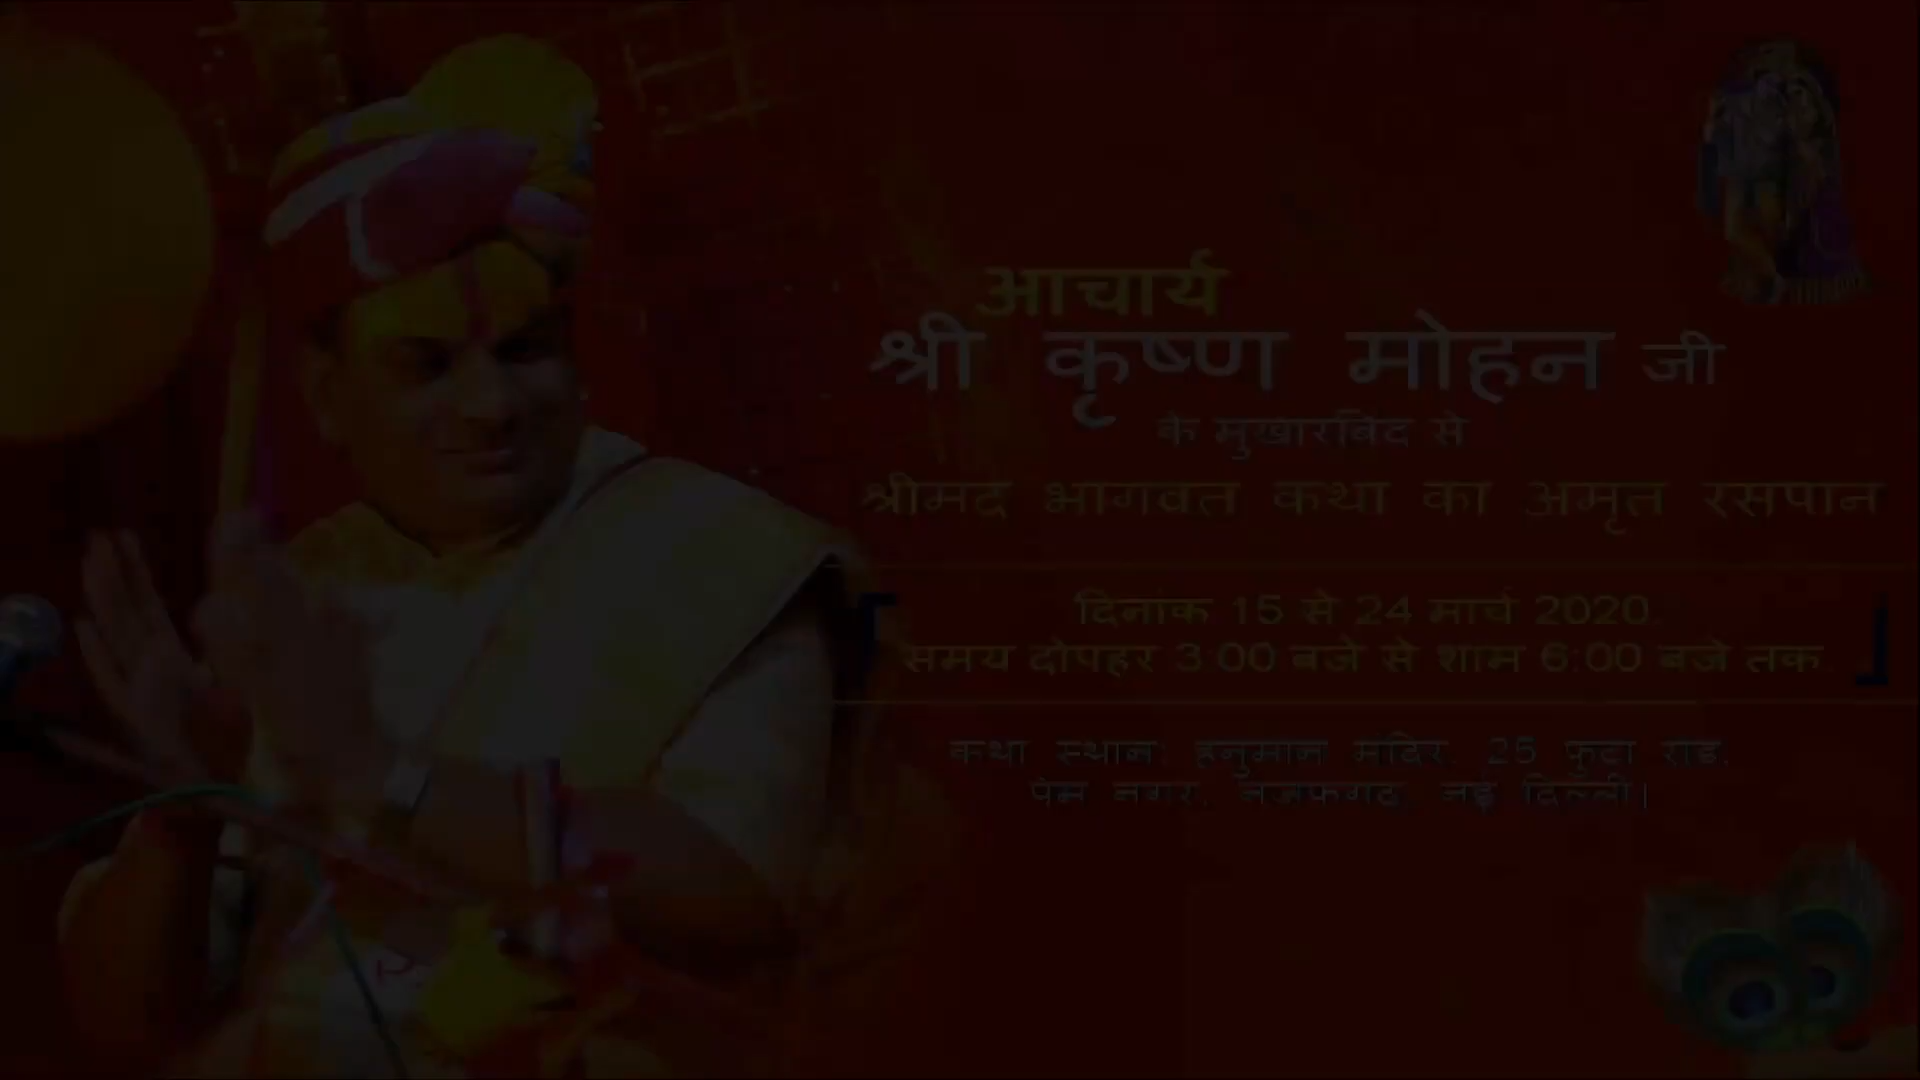 आचार्य
श्री कृष्ण मोहन जी
के मुखारबिंद से
श्रीमद भागवत कथा का अमृत रसपान
दिनांक 15 से 24 मार्च 2020.
समय दोपहर 3:00 बजे से शाम 6:00 बजे तक
कथा स्थान: हनुमान मंदिर, 25 फुटा रोड,
प्रेम नगर, नजफगढ़, नई दिल्ली।